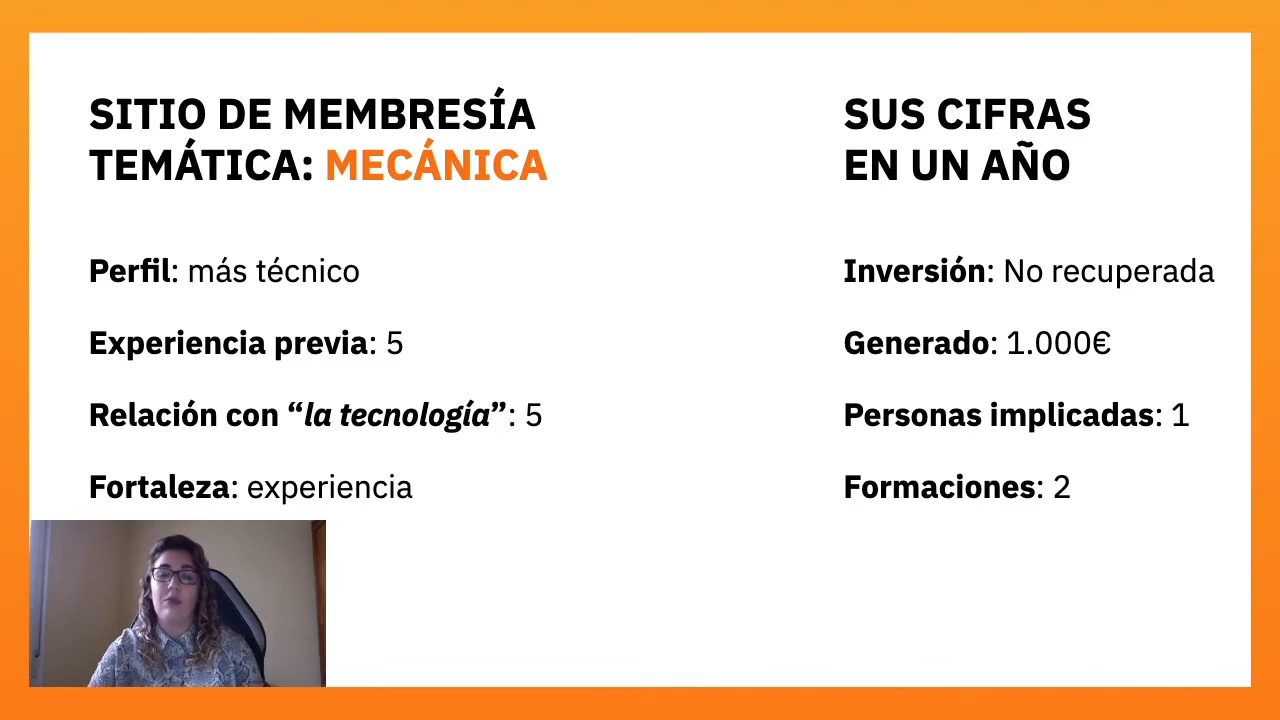 SITIO DE MEMBRESÍA
TEMÁTICA: MECÁNICA
Perfil: más técnico
Experiencia previa: 5
Relación con “la tecnología”: 5
Fortaleza: experiencia
SUS CIFRAS
EN UN AÑO
Inversión: No recuperada
Generado: 1.000€
Personas implicadas: 1
Formaciones: 2